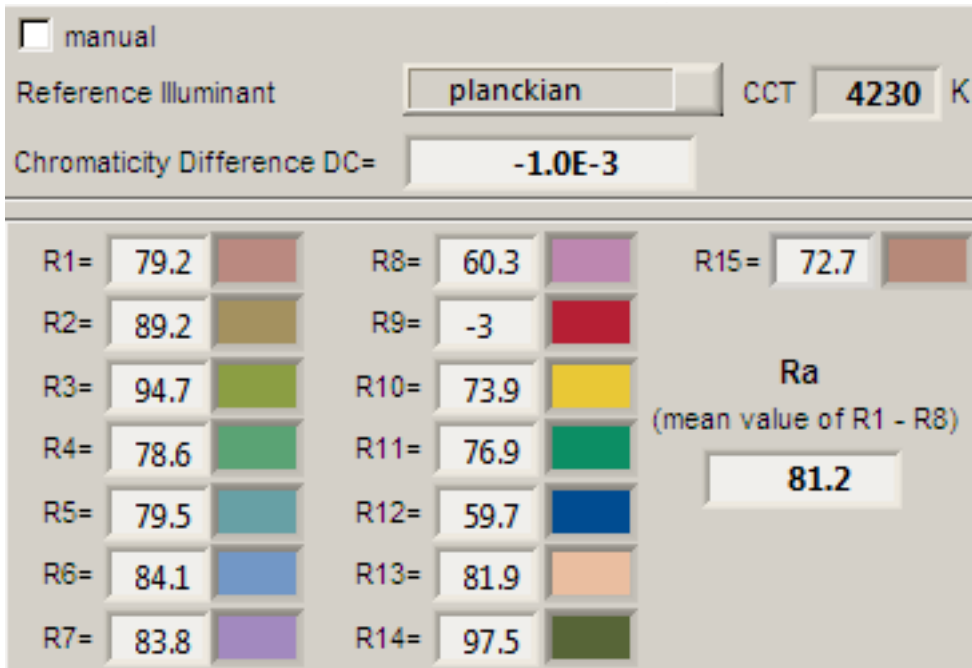 manual
Reference Illuminant planckian CCT 4230 K
Chromaticity Difference DC= -1.0E-3
R1= 79.2 R8= 60.3 R15= 72.7
R2= 89.2 R9= -3
R3= 94.7 R10= 73.9
Ra
(mean value of R1 - R8)
R4= 78.6 R11= 76.9
81.2
R5= 79.5 R12= 59.7
R6= 84.1 R13= 81.9
R7= 83.8 R14= 97.5